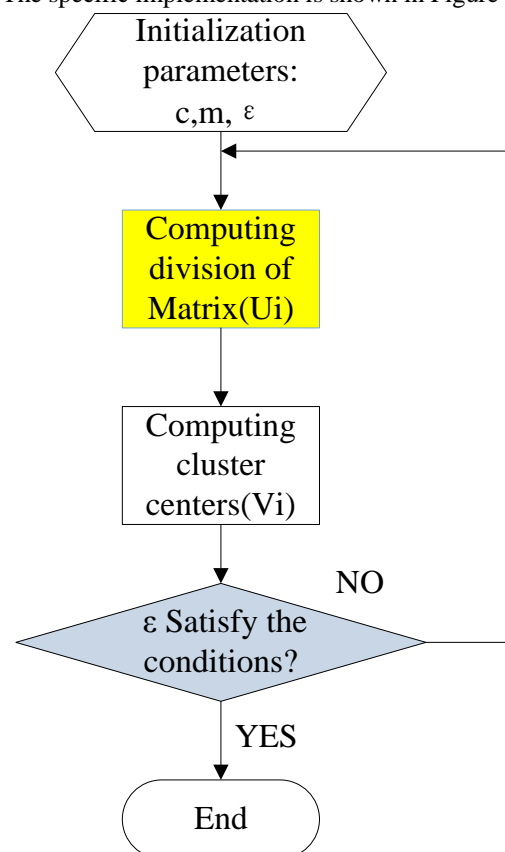 The specific implementation is shown in Figure
Initialization
parameters:
c,m, ε
Computing
division of
Matrix(Ui)
Computing
cluster
centers(Vi)
NO
ε Satisfy the
conditions?
YES
End